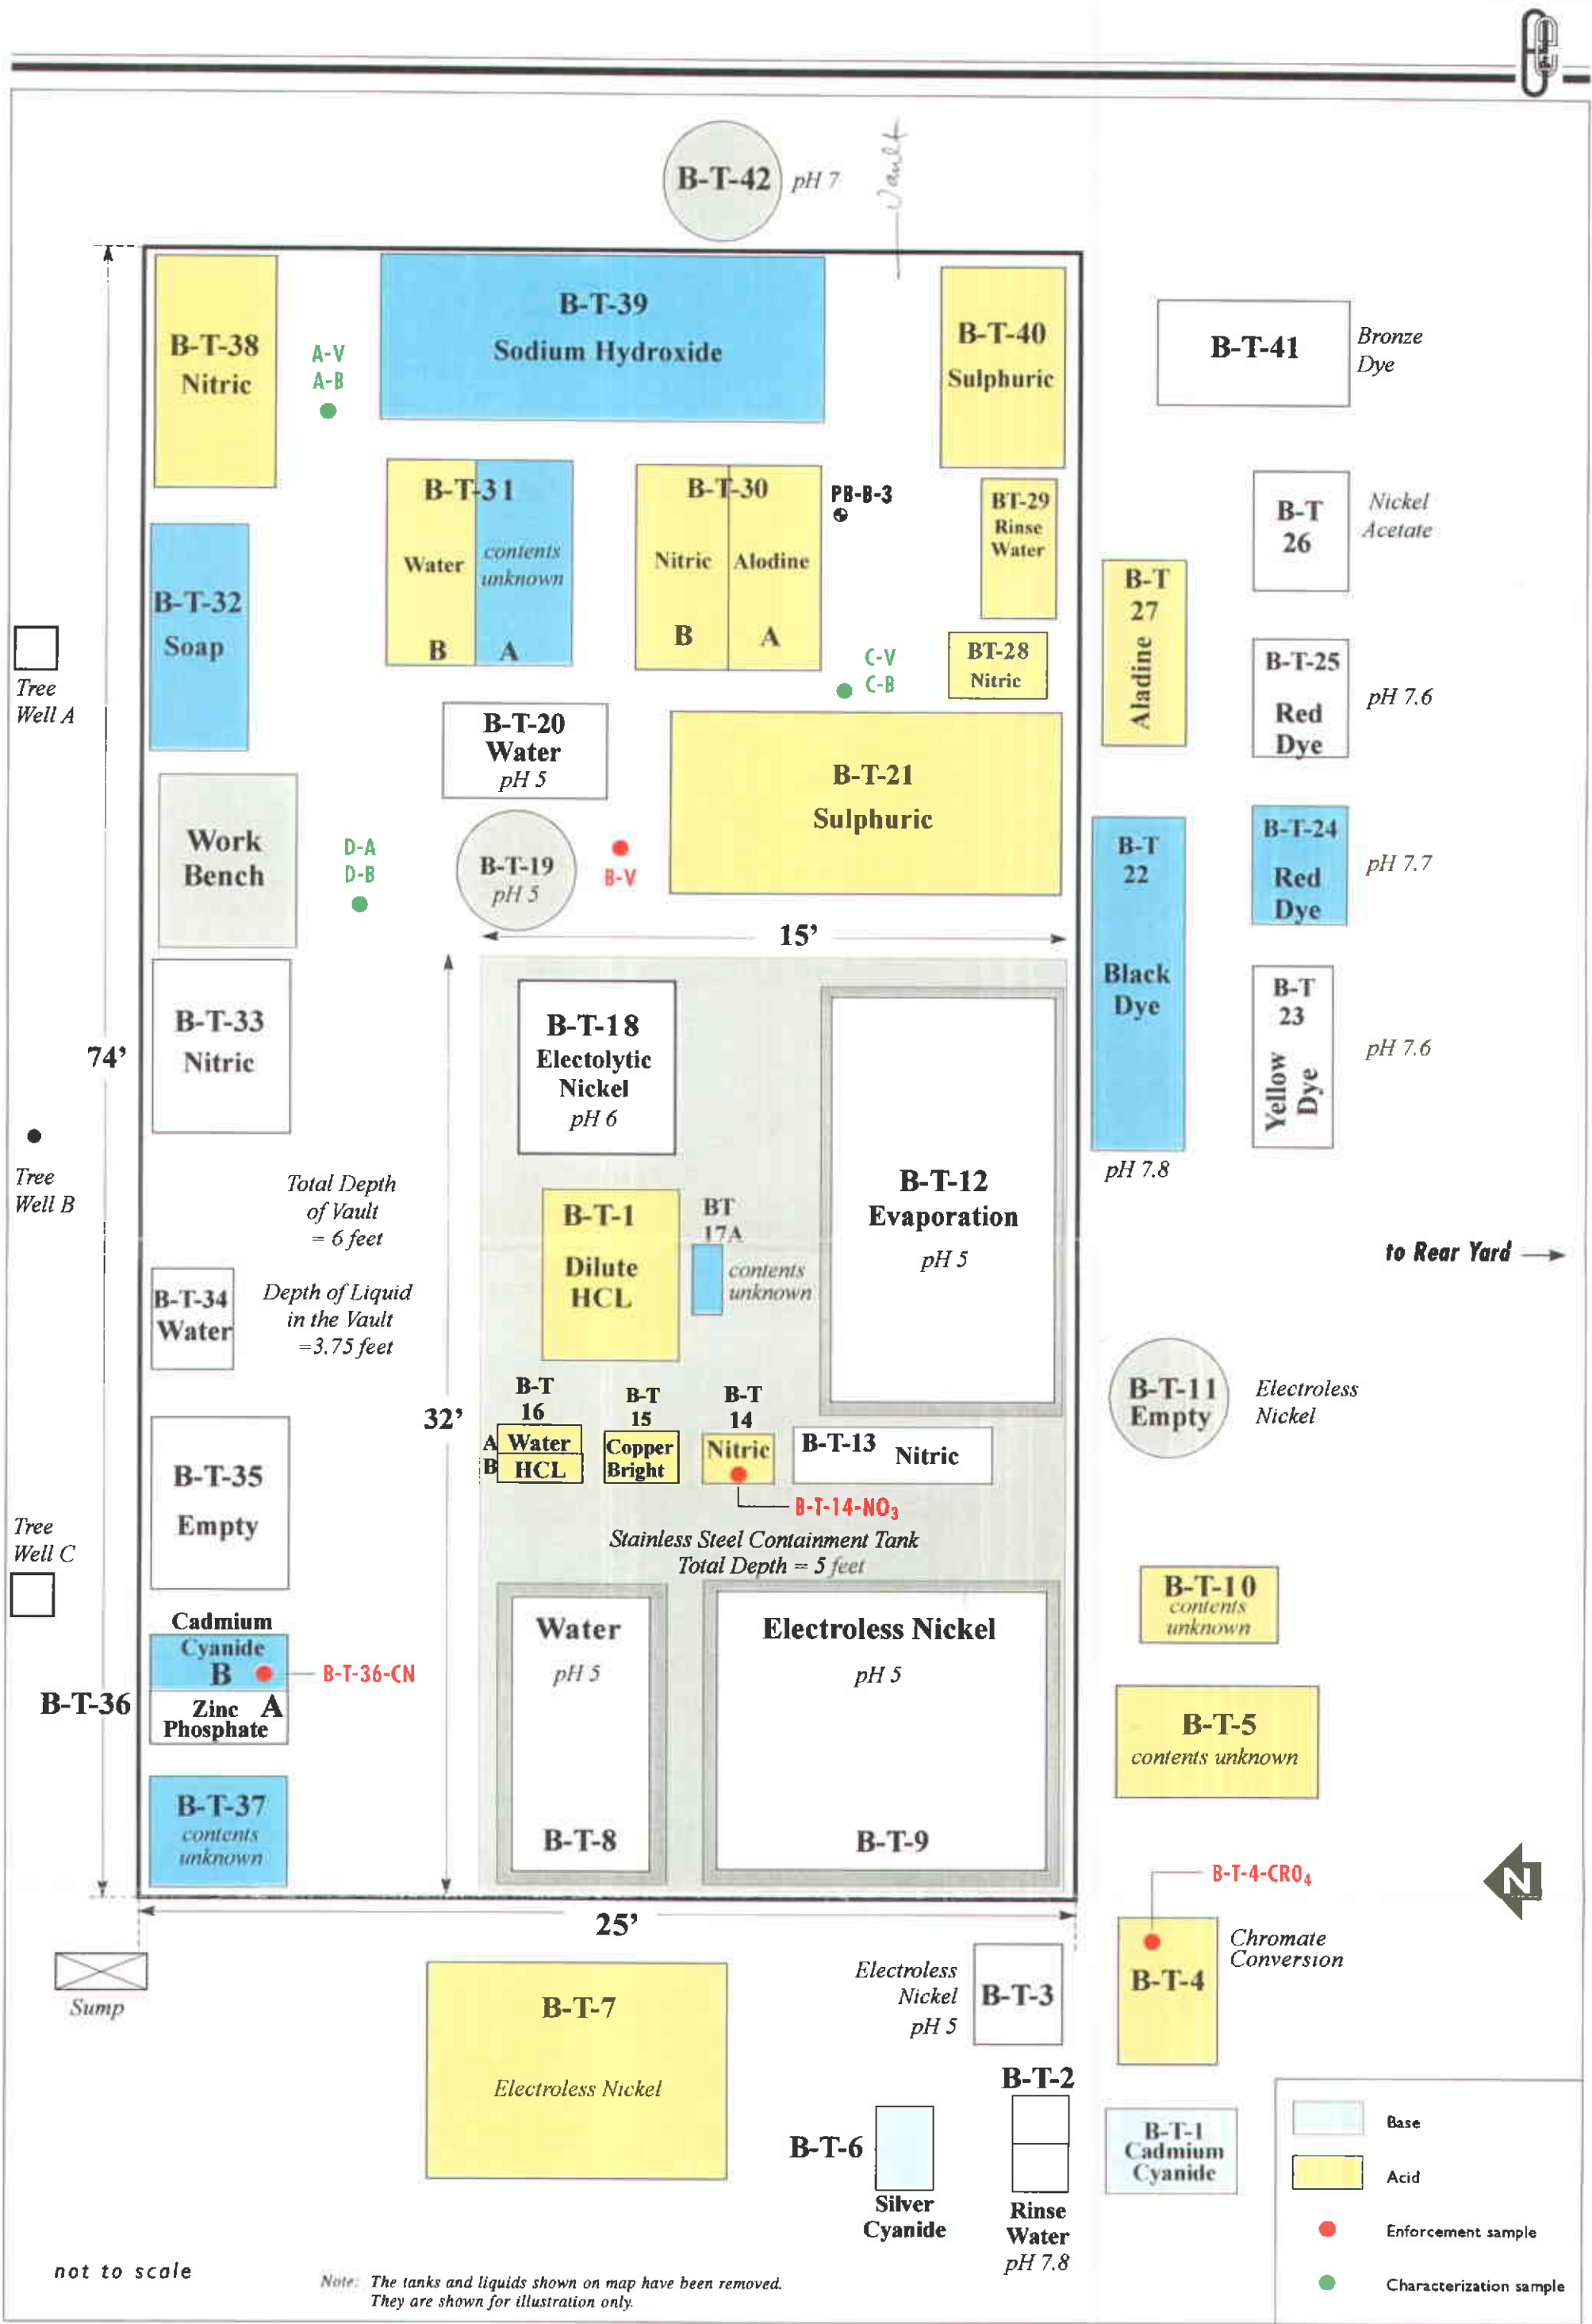 B-T-42 pH 7
Vault
B-T-38
Nitric
A-V
A-B
B-T-39
Sodium Hydroxide
B-T-40
Sulphuric
B-T-41
Bronze
Dye
B-T-31
Water
contents
unknown
B A
B-T-30
Nitric Alodine
B A
PB-B-3
BT-29
Rinse
Water
B-T
26
Nickel
Acetate
B-T-32
Soap
Tree
Well A
C-V
C-B
BT-28
Nitric
B-T
27
Aladine
B-T-25
Red
Dye
pH 7.6
B-T-20
Water
pH 5
B-T-21
Sulphuric
Work
Bench
D-A
D-B
B-T-19
pH 5
B-V
B-T
22
Black
Dye
pH 7.8
B-T-24
Red
Dye
pH 7.7
15’
B-T-33
Nitric
74’
B-T-18
Electolytic
Nickel
pH 6
B-T
23
Yellow
Dye
pH 7.6
Tree
Well B
Total Depth
of Vault
= 6 feet
B-T-1
Dilute
HCL
BT
17A
contents
unknown
B-T-12
Evaporation
pH 5
to Rear Yard
B-T-34
Water
Depth of Liquid
in the Vault
=3.75 feet
32’
B-T
16
A Water
B HCL
B-T
15
Copper
Bright
B-T
14
Nitric
B-T-13 Nitric
B-T-14-NO₃
B-T-11
Empty
Electroless
Nickel
B-T-35
Empty
Tree
Well C
Stainless Steel Containment Tank
Total Depth = 5 feet
B-T-10
contents
unknown
Cadmium
Cyanide
B
B-T-36-CN
B-T-36
Zinc A
Phosphate
Water
pH 5
B-T-8
Electroless Nickel
pH 5
B-T-9
B-T-5
contents unknown
B-T-37
contents
unknown
B-T-4-CRO₄
N
25’
Sump
B-T-7
Electroless Nickel
Electroless
Nickel
pH 5
B-T-3
B-T-4
Chromate
Conversion
B-T-2
Rinse
Water
pH 7.8
B-T-6
Silver
Cyanide
B-T-1
Cadmium
Cyanide
Base
Acid
Enforcement sample
Characterization sample
not to scale
Note: The tanks and liquids shown on map have been removed.
They are shown for illustration only.